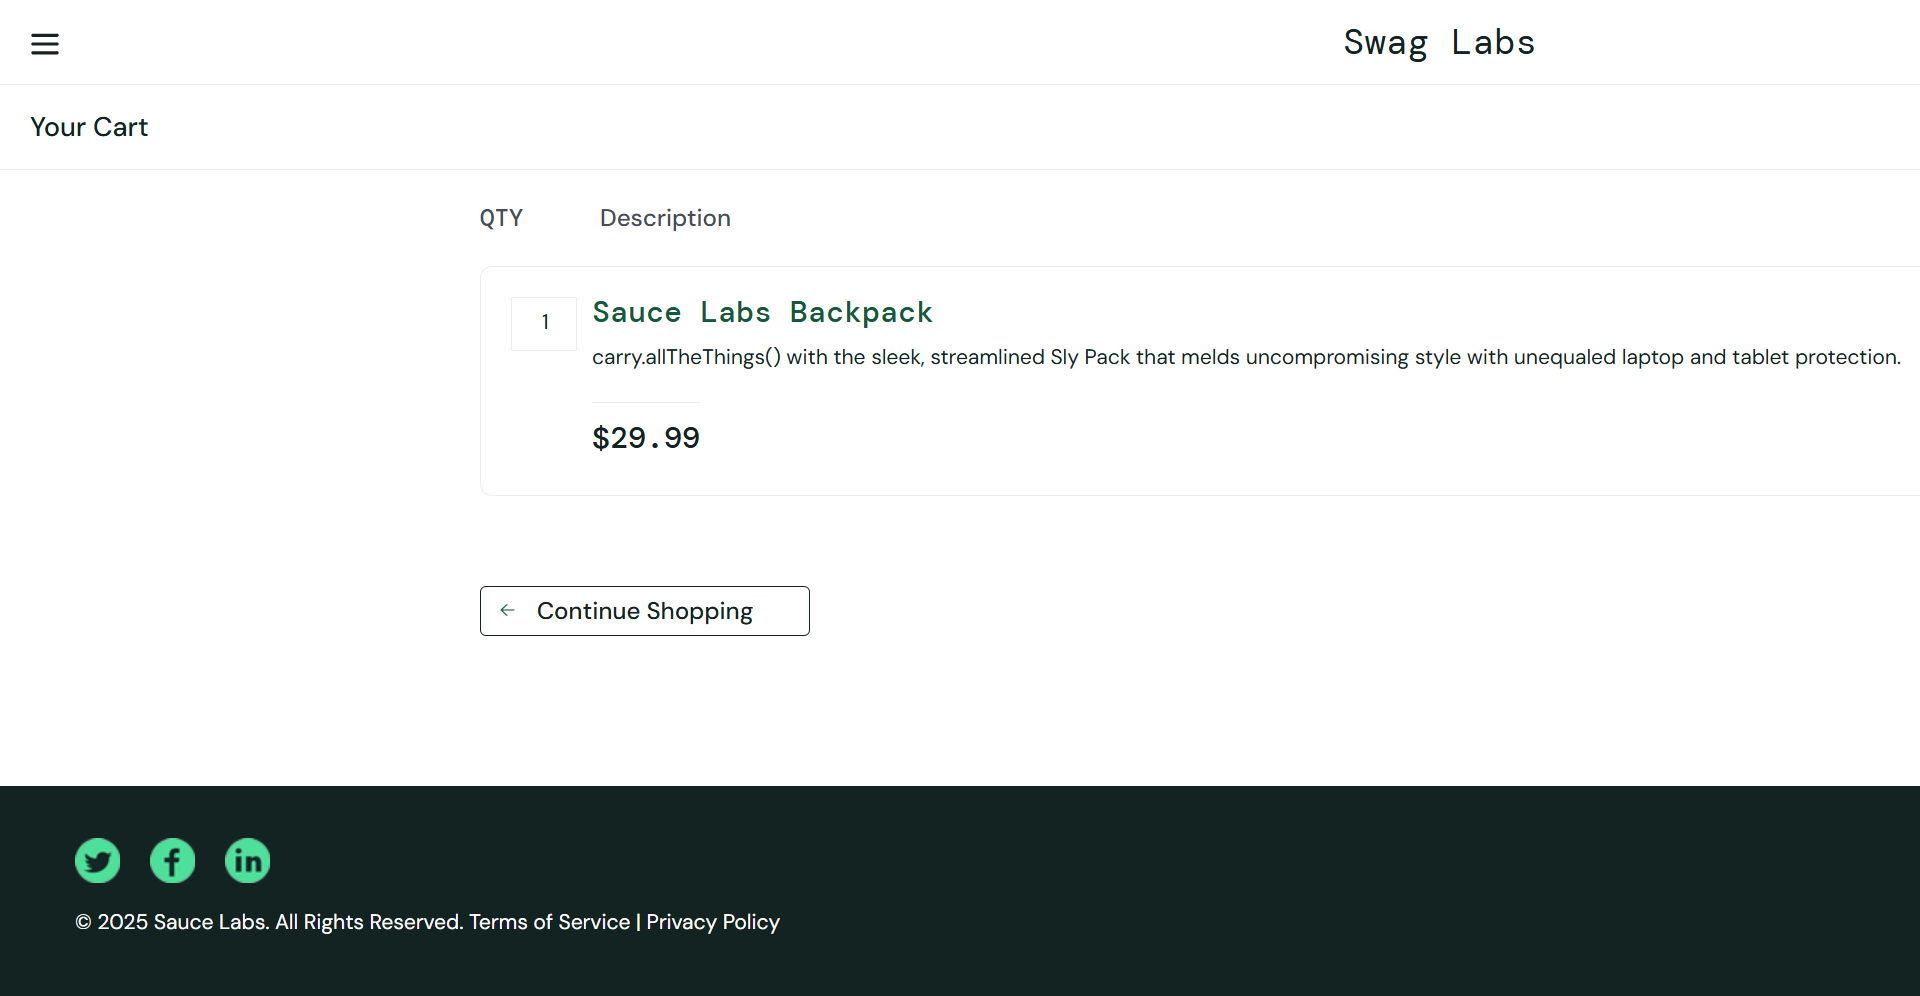 Swag Labs
Your Cart
QTY Description
1 Sauce Labs Backpack
carry.allTheThings() with the sleek, streamlined Sly Pack that melds uncompromising style with unequaled laptop and tablet protection.
$29.99
Continue Shopping
© 2025 Sauce Labs. All Rights Reserved. Terms of Service | Privacy Policy